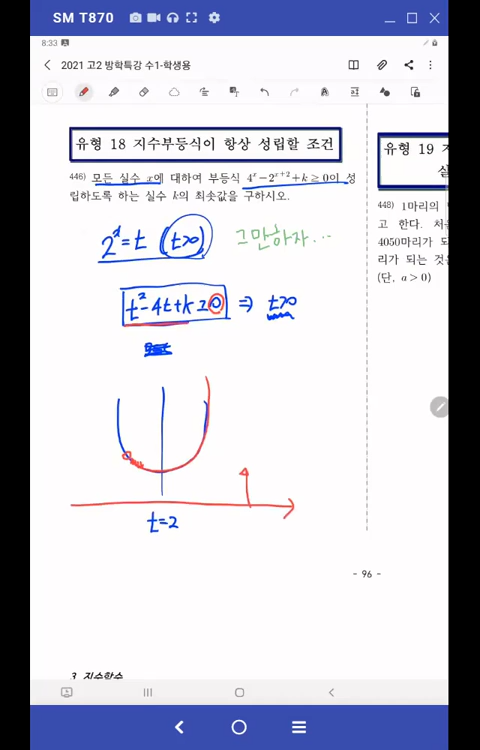 SM T870
8:33
2021 고2 방학특강 수1-학생용
유형 18 지수부등식이 항상 성립할 조건
446) 모든 실수 x에 대하여 부등식 4ˣ−2ˣ⁺²+k≥0이 성
립하도록 하는 실수 k의 최솟값을 구하시오.
2ˣ=t (t>0) 그만하자...
t²-4t+k≥0 ⇒ t>0
t=2
- 96 -
3. 지수함수
유형 19
448) 1마리의
고 한다. 처
4050마리가 되
리가 되는 것
(단, a>0)